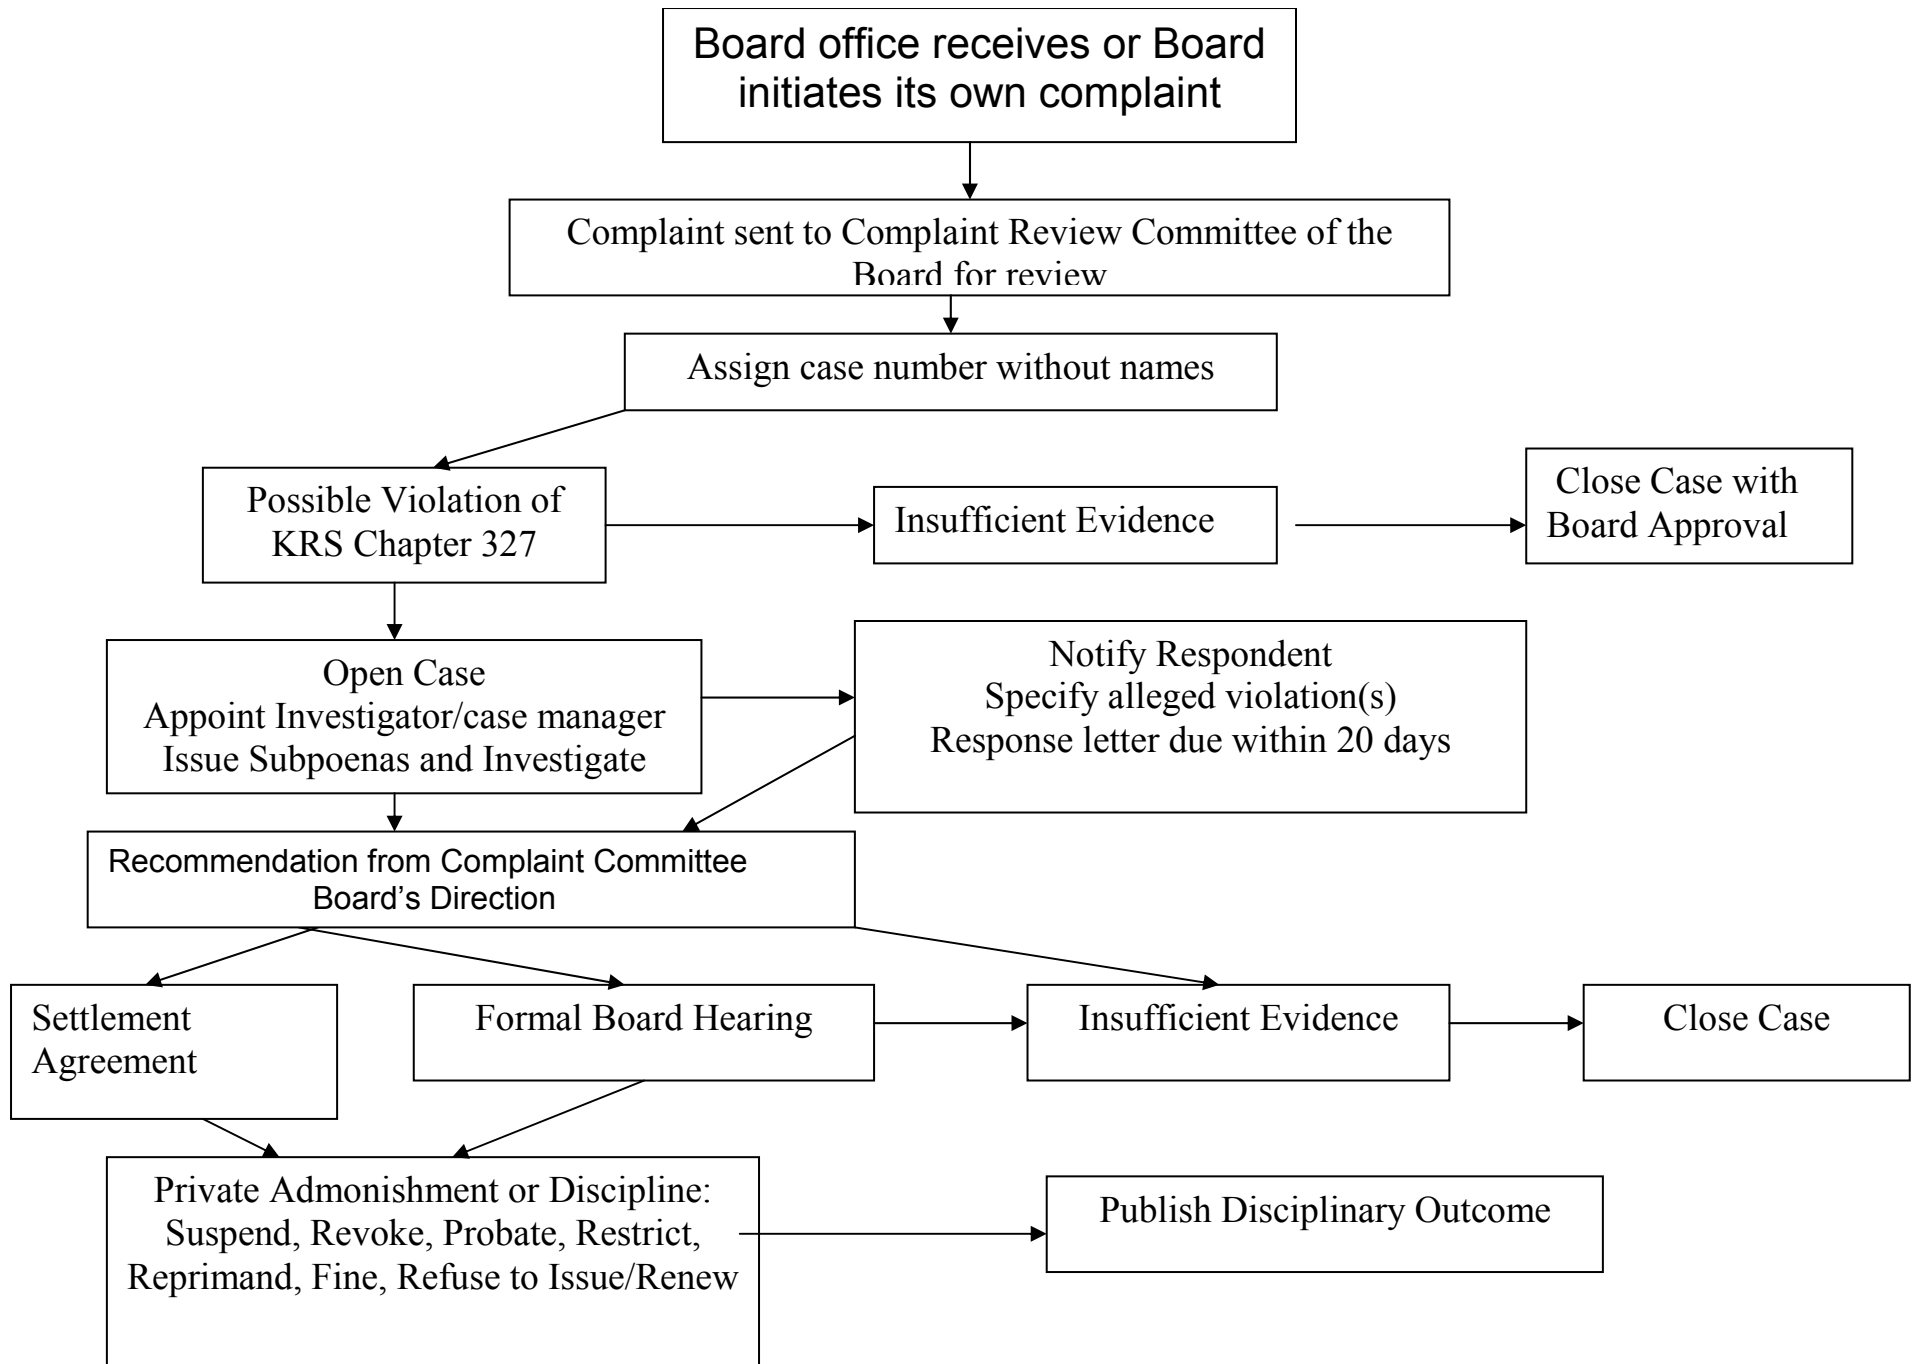 Board office receives or Board
initiates its own complaint
Complaint sent to Complaint Review Committee of the
Board for review
Assign case number without names
Possible Violation of
KRS Chapter 327
Insufficient Evidence
Close Case with
Board Approval
Open Case
Appoint Investigator/case manager
Issue Subpoenas and Investigate
Notify Respondent
Specify alleged violation(s)
Response letter due within 20 days
Recommendation from Complaint Committee
Board’s Direction
Settlement
Agreement
Formal Board Hearing
Insufficient Evidence
Close Case
Private Admonishment or Discipline:
Suspend, Revoke, Probate, Restrict,
Reprimand, Fine, Refuse to Issue/Renew
Publish Disciplinary Outcome